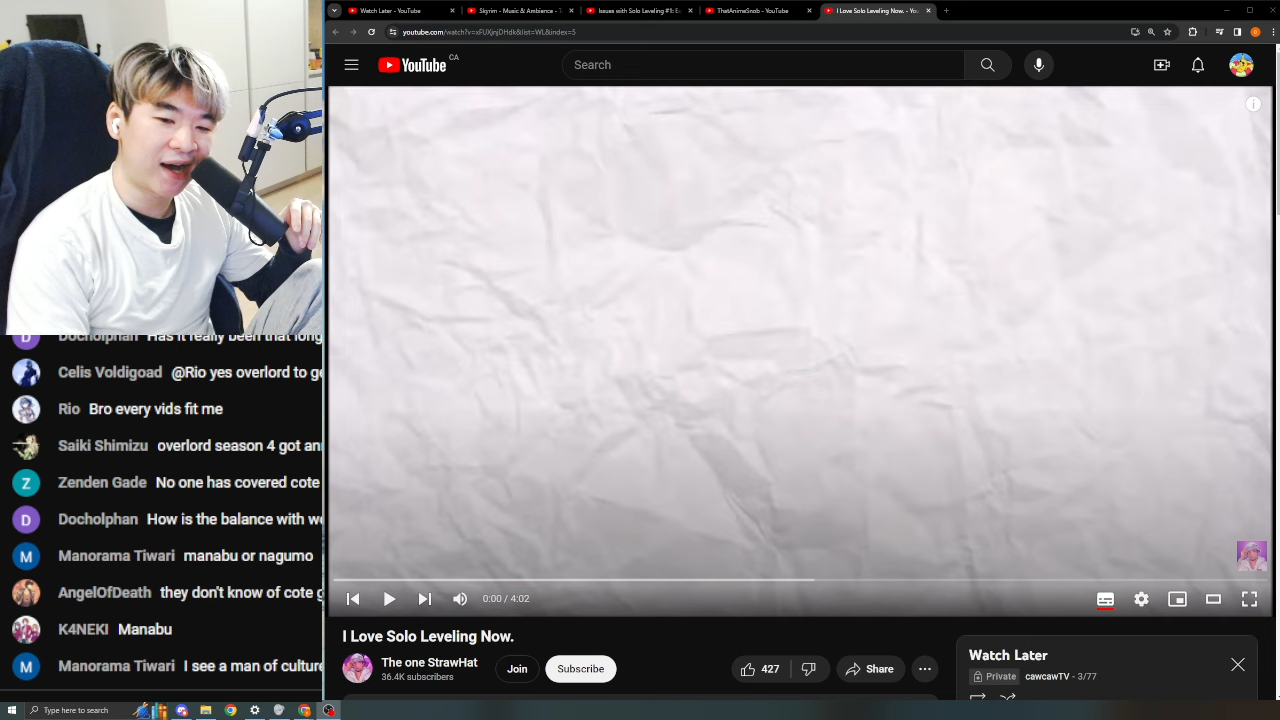 Watch Later - YouTube
Skyrim - Music & Ambience - T
Issues with Solo Leveling #1: E
ThatAnimeSnob - YouTube
I Love Solo Leveling Now. - You
youtube.com/watch?v=xFUXjnjDHdk&list=WL&index=5
YouTube CA
Search
0:00 / 4:02
I Love Solo Leveling Now.
The one StrawHat
36.4K subscribers
Join
Subscribe
427
Share
Watch Later
Private cawcawTV - 3/77
Docholphan Has it really been that long
Celis Voldigoad @Rio yes overlord to ge
Rio Bro every vids fit me
Saiki Shimizu overlord season 4 got an
Z Zenden Gade No one has covered cote
D Docholphan How is the balance with we
M Manorama Tiwari manabu or nagumo
AngelOfDeath they don't know of cote g
K4NEKI Manabu
M Manorama Tiwari I see a man of culture
Type here to search